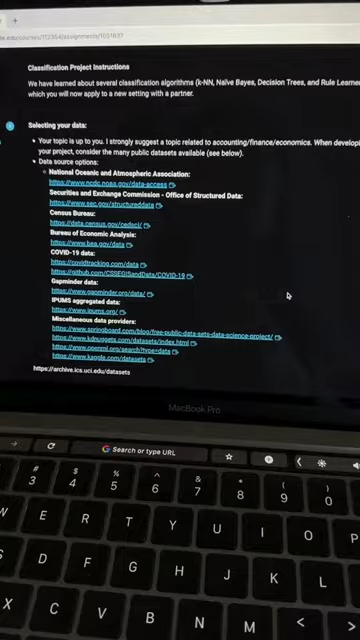 .edu/courses/112354/assignments/1051637
Classification Project Instructions
We have learned about several classification algorithms (k-NN, Naïve Bayes, Decision Trees, and Rule Learne
which you will now apply to a new setting with a partner.
Selecting your data:
• Your topic is up to you. I strongly suggest a topic related to accounting/finance/economics. When developi
your project, consider the many public datasets available (see below).
• Data source options:
National Oceanic and Atmospheric Association:
https://www.ncdc.noaa.gov/data-access
Securities and Exchange Commission - Office of Structured Data:
https://www.sec.gov/structureddata
Census Bureau:
https://data.census.gov/cedsci/
Bureau of Economic Analysis:
https://www.bea.gov/data
COVID-19 data:
https://covidtracking.com/data
https://github.com/CSSEGISandData/COVID-19
Gapminder data:
https://www.gapminder.org/data/
IPUMS aggregated data:
https://www.ipums.org/
Miscellaneous data providers:
https://www.springboard.com/blog/free-public-data-sets-data-science-project/
https://www.kdnuggets.com/datasets/index.html
https://www.openml.org/search?type=data
https://www.kaggle.com/datasets
https://archive.ics.uci.edu/datasets
MacBook Pro
Search or type URL
# $ % ^ & * ( )
3 4 5 6 7 8 9 0
W E R T Y U I O P
S D F G H J K L
X C V B N M < >